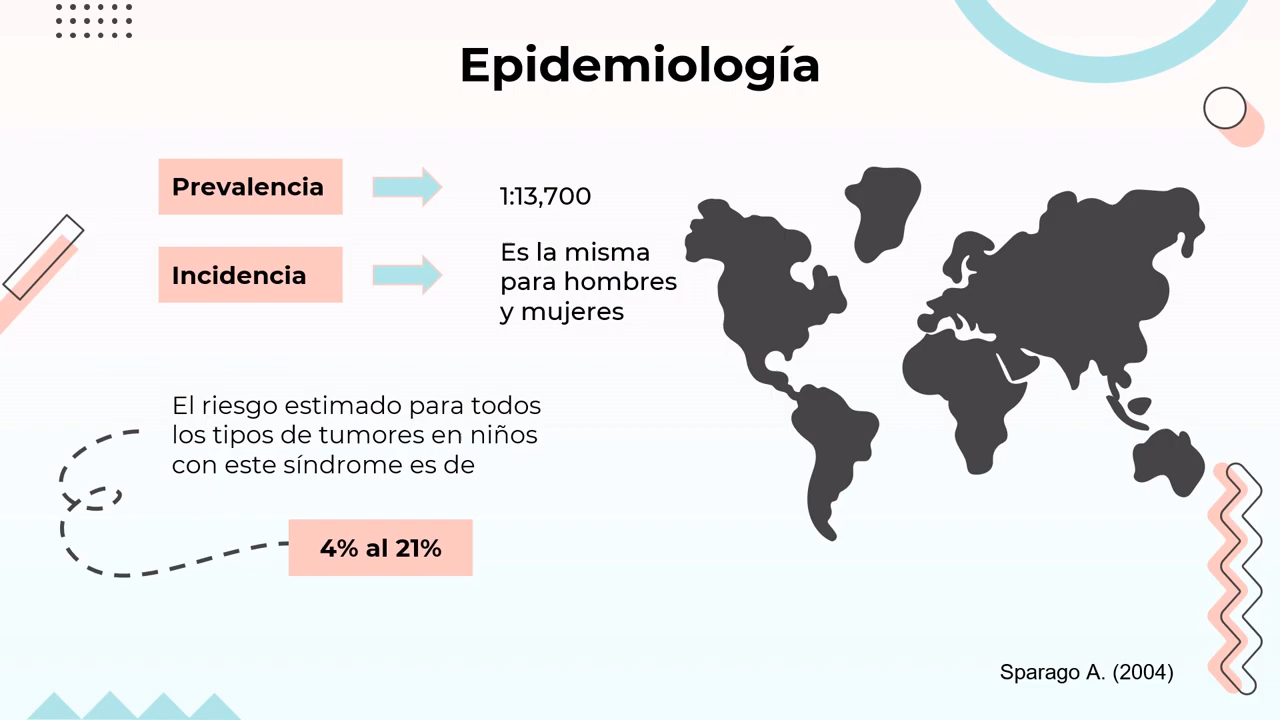 Epidemiología
Prevalencia
1:13,700
Incidencia
Es la misma
para hombres
y mujeres
El riesgo estimado para todos
los tipos de tumores en niños
con este síndrome es de
4% al 21%
Sparago A. (2004)